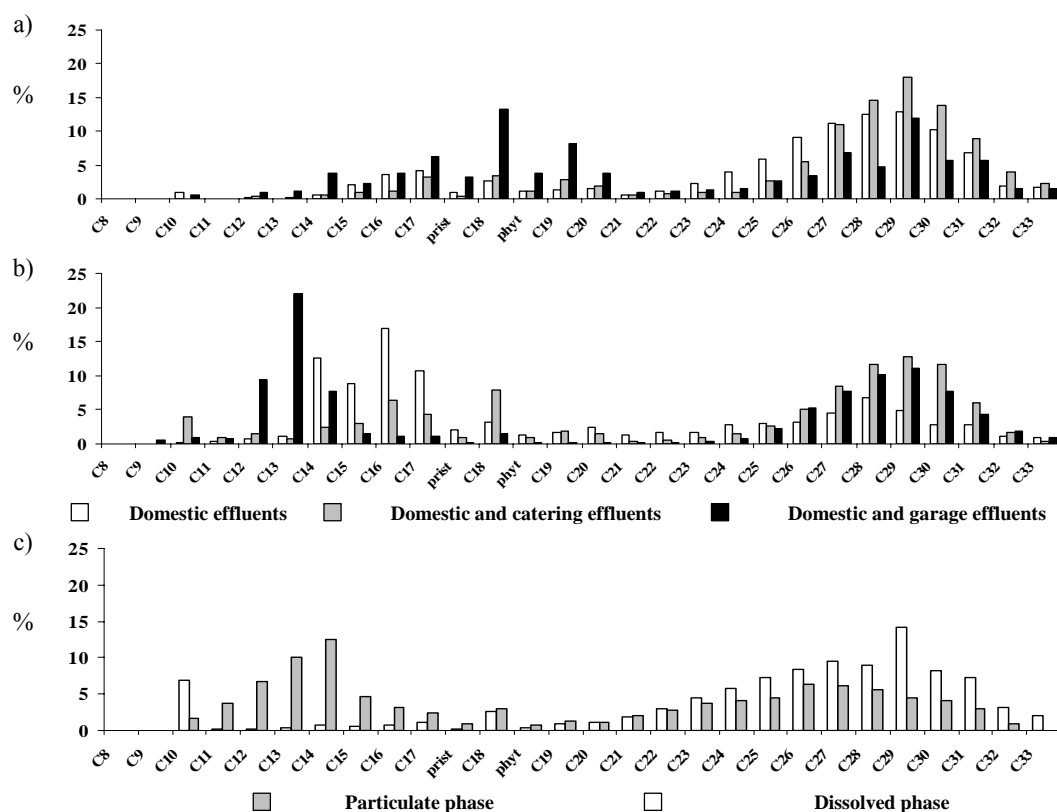 a)
25
20
15
10
5
0
%
C8 C9 C10 C11 C12 C13 C14 C15 C16 C17 prist C18 phyt C19 C20 C21 C22 C23 C24 C25 C26 C27 C28 C29 C30 C31 C32 C33
b)
25
20
15
10
5
0
%
C8 C9 C10 C11 C12 C13 C14 C15 C16 C17 prist C18 phyt C19 C20 C21 C22 C23 C24 C25 C26 C27 C28 C29 C30 C31 C32 C33
Domestic effluents Domestic and catering effluents Domestic and garage effluents
c)
25
20
15
10
5
0
%
C8 C9 C10 C11 C12 C13 C14 C15 C16 C17 prist C18 phyt C19 C20 C21 C22 C23 C24 C25 C26 C27 C28 C29 C30 C31 C32 C33
Particulate phase Dissolved phase